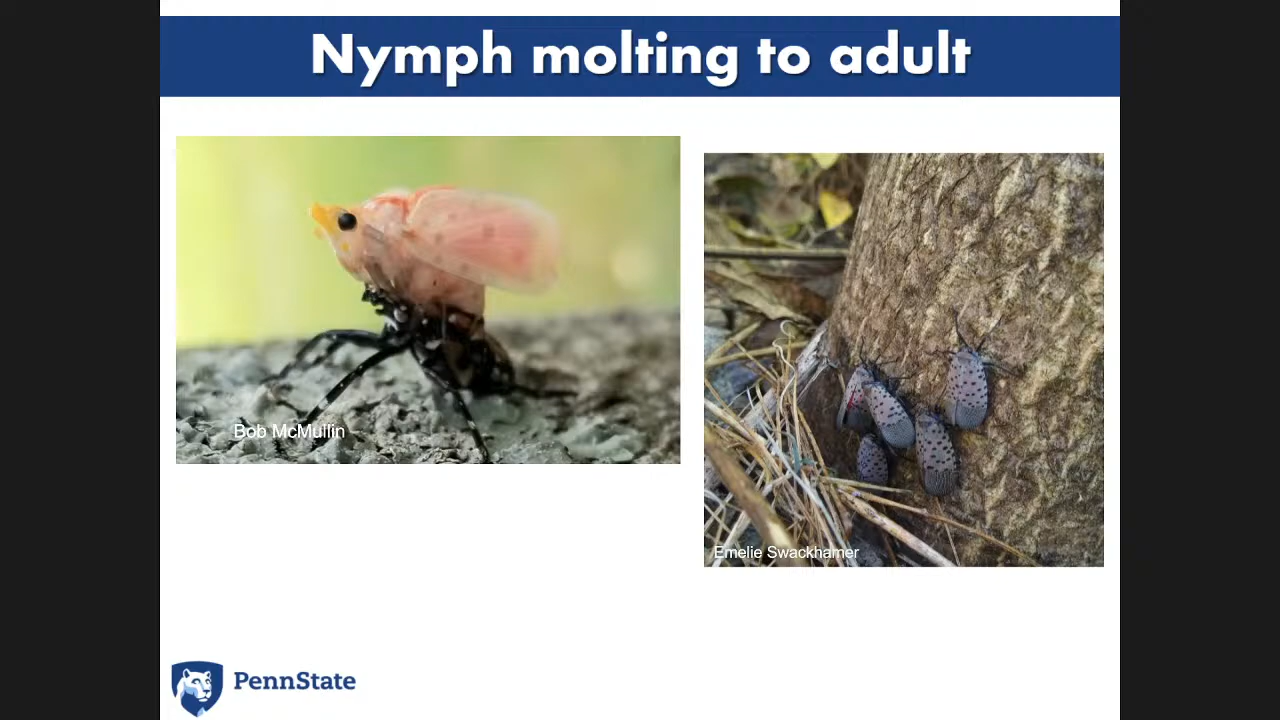 Nymph molting to adult
Bob McMullin
Emelie Swackhamer
PennState